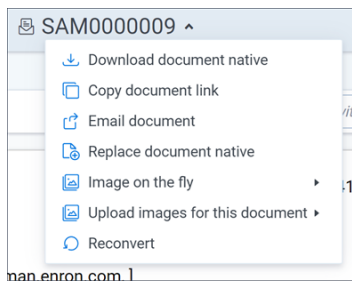 SAM0000009
Download document native
Copy document link
Email document
Replace document native
Image on the fly
Upload images for this document
Reconvert
man.enron.com, ]